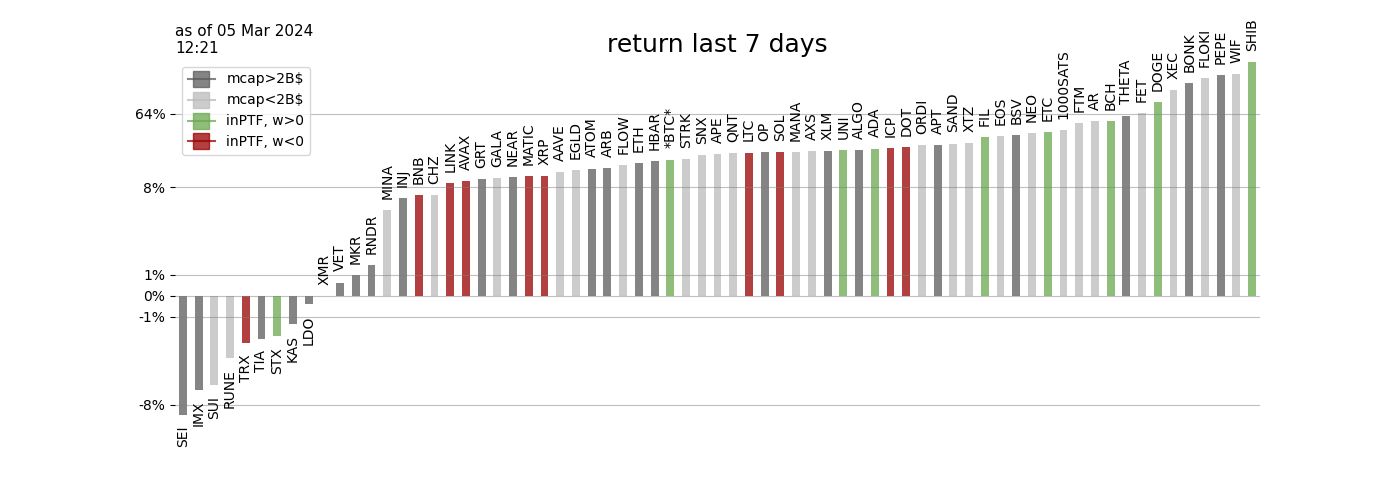 as of 05 Mar 2024
12:21
return last 7 days
mcap>2B$
mcap<2B$
inPTF, w>0
inPTF, w<0
64%
8%
1%
0%
-1%
-8%
SEI
IMX
SUI
RUNE
TRX
TIA
STX
KAS
LDO
XMR
VET
MKR
RNDR
MINA
INJ
BNB
CHZ
LINK
AVAX
GRT
GALA
NEAR
MATIC
XRP
AAVE
EGLD
ATOM
ARB
FLOW
ETH
HBAR
*BTC*
STRK
SNX
APE
QNT
LTC
OP
SOL
MANA
AXS
XLM
UNI
ALGO
ADA
ICP
DOT
ORDI
APT
SAND
XTZ
FIL
EOS
BSV
NEO
ETC
1000SATS
FTM
AR
BCH
THETA
FET
DOGE
XEC
BONK
FLOKI
PEPE
WIF
SHIB